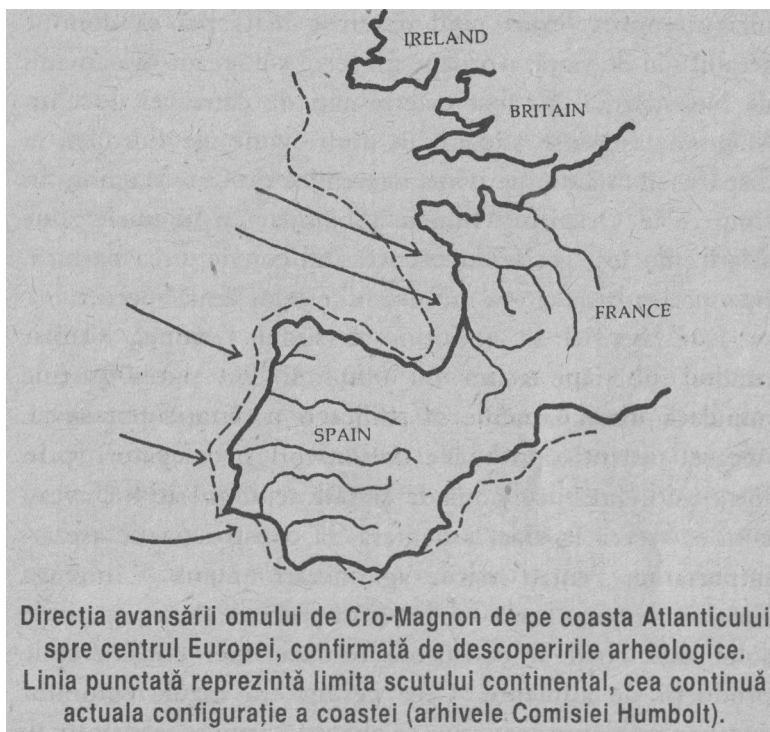 IRELAND
BRITAIN
FRANCE
SPAIN
Direcția avansării omului de Cro-Magnon de pe coasta Atlanticului
spre centrul Europei, confirmată de descoperirile arheologice.
Linia punctată reprezintă limita scutului continental, cea continuă
actuala configurație a coastei (arhivele Comisiei Humbolt).